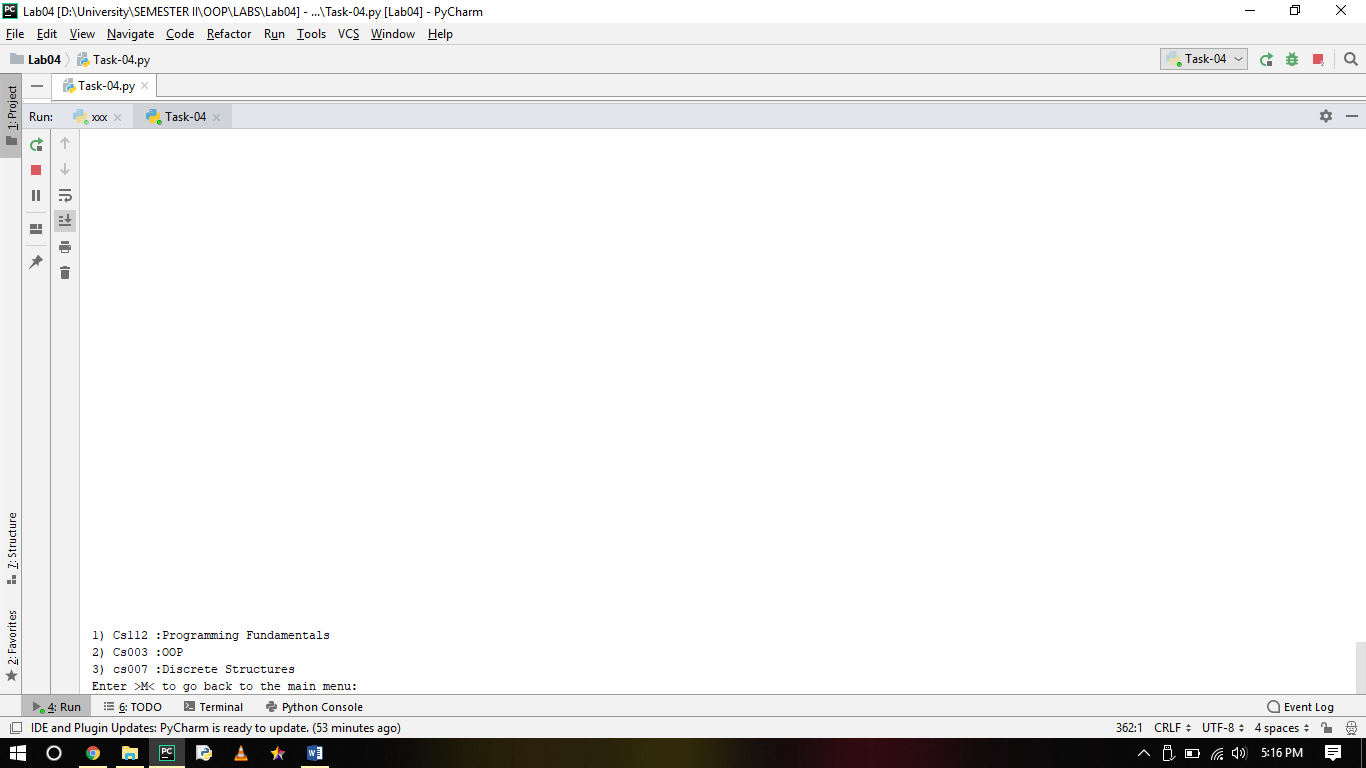 PC Lab04 [D:\University\SEMESTER II\OOP\LABS\Lab04] - ...\Task-04.py [Lab04] - PyCharm
File Edit View Navigate Code Refactor Run Tools VCS Window Help
Lab04 Task-04.py Task-04
1: Project
Task-04.py
Run: xxx Task-04
7: Structure
2: Favorites
1) Cs112 :Programming Fundamentals
2) Cs003 :OOP
3) cs007 :Discrete Structures
Enter >M< to go back to the main menu:
4: Run 6: TODO Terminal Python Console Event Log
IDE and Plugin Updates: PyCharm is ready to update. (53 minutes ago) 362:1 CRLF UTF-8 4 spaces
PC W 5:16 PM